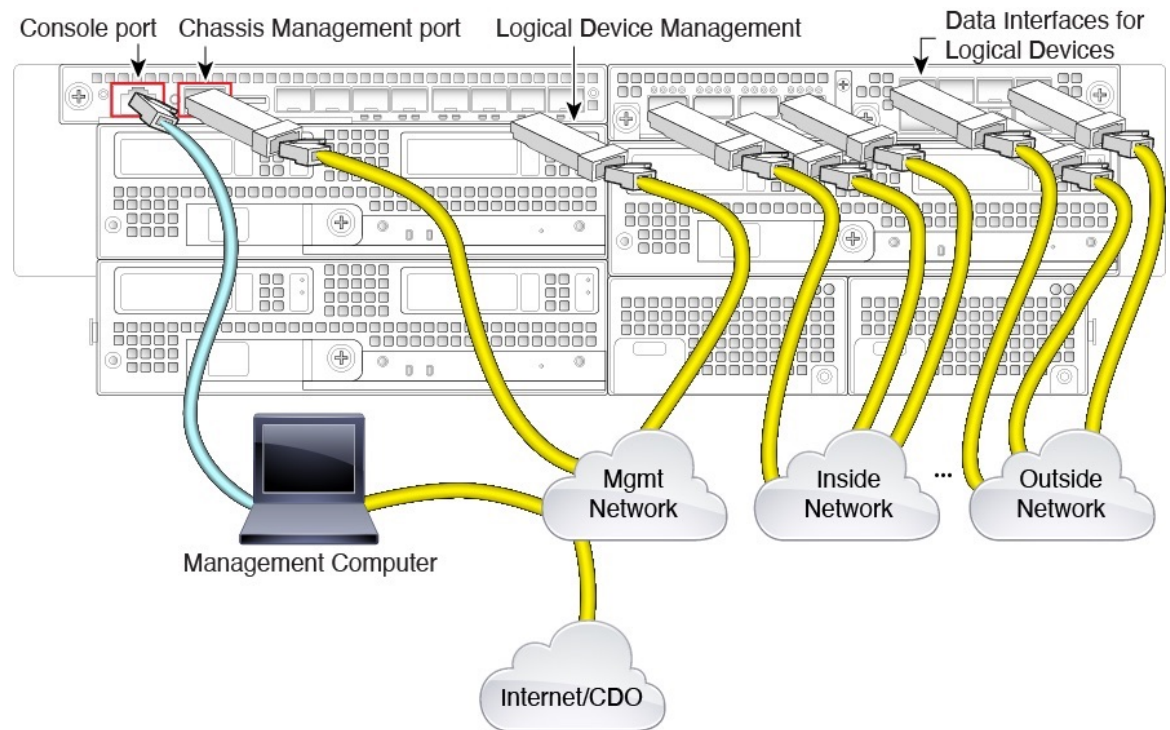 Console port
Chassis Management port
Logical Device Management
Data Interfaces for
Logical Devices
Mgmt
Network
Inside
Network
...
Outside
Network
Management Computer
Internet/CDO